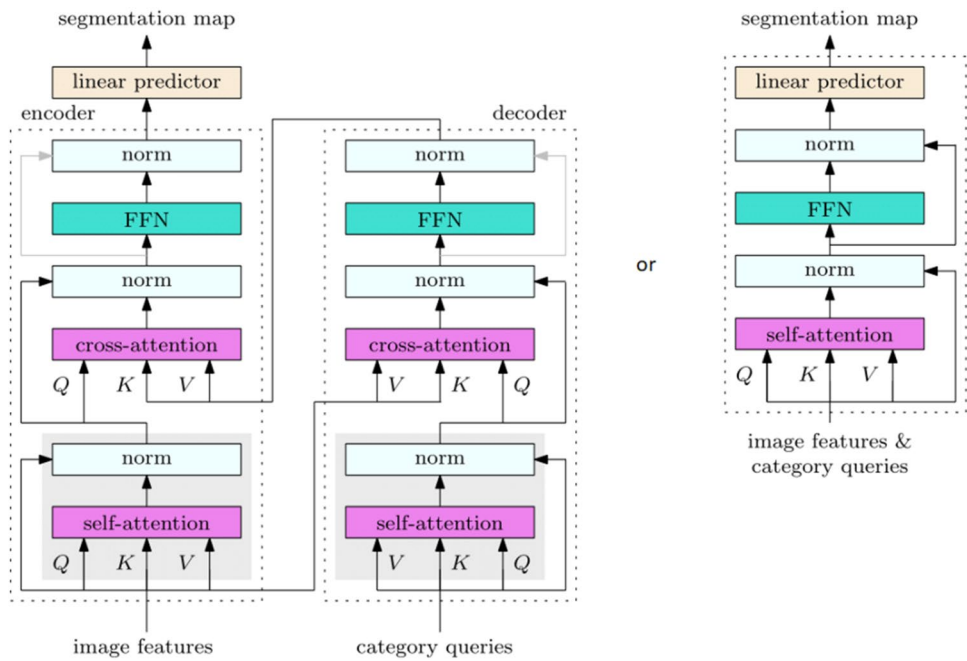 segmentation map
linear predictor
encoder
norm
FFN
norm
cross-attention
Q K V
norm
self-attention
Q K V
image features
decoder
norm
FFN
norm
cross-attention
V K Q
norm
self-attention
V K Q
category queries
or
segmentation map
linear predictor
norm
FFN
norm
self-attention
Q K V
image features &
category queries